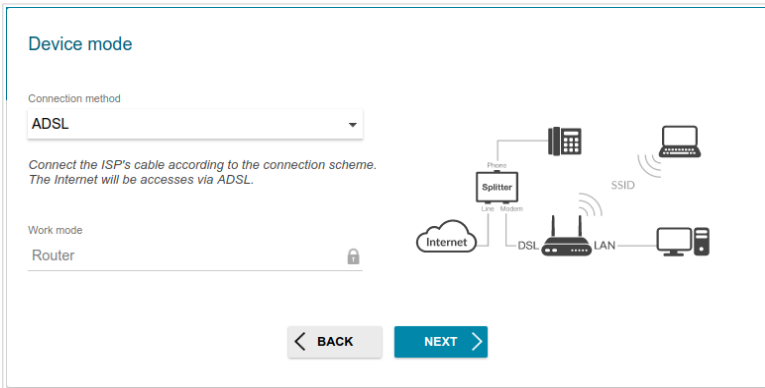 Device mode
Connection method
ADSL
Connect the ISP's cable according to the connection scheme.
The Internet will be accesses via ADSL.
Work mode
Router
Phone
Splitter
Line Modem
SSID
Internet
DSL
LAN
BACK
NEXT